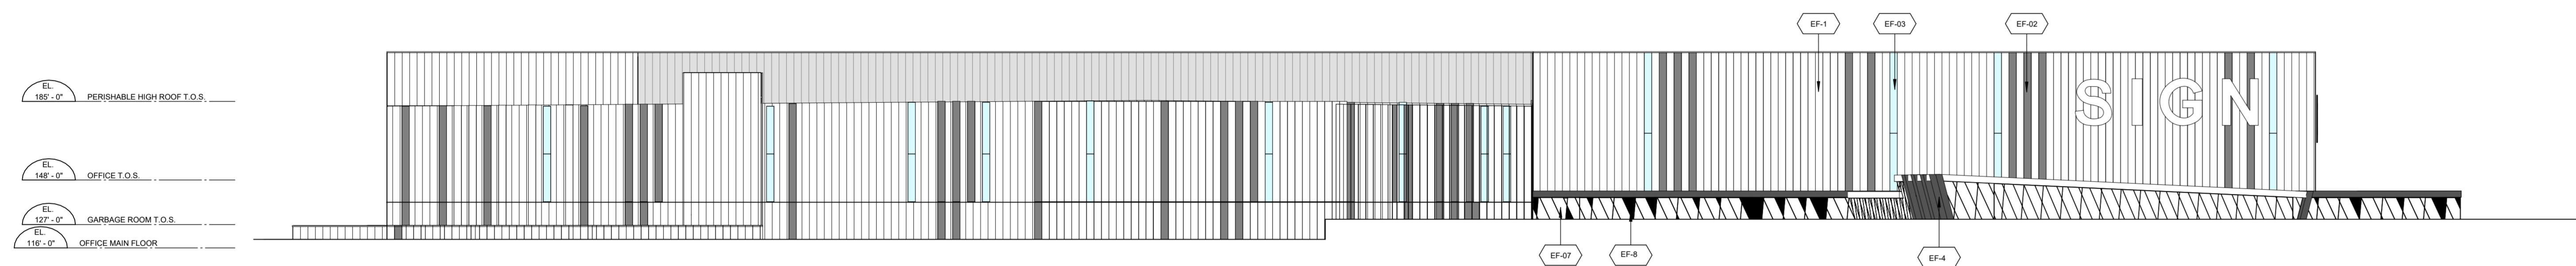 EF-1
EF-03
EF-02
EL.
185' - 0" PERISHABLE HIGH ROOF T.O.S.
SIGN
EL.
148' - 0" OFFICE T.O.S.
EL.
127' - 0" GARBAGE ROOM T.O.S.
EL.
116' - 0" OFFICE MAIN FLOOR
EF-07
EF-8
EF-4